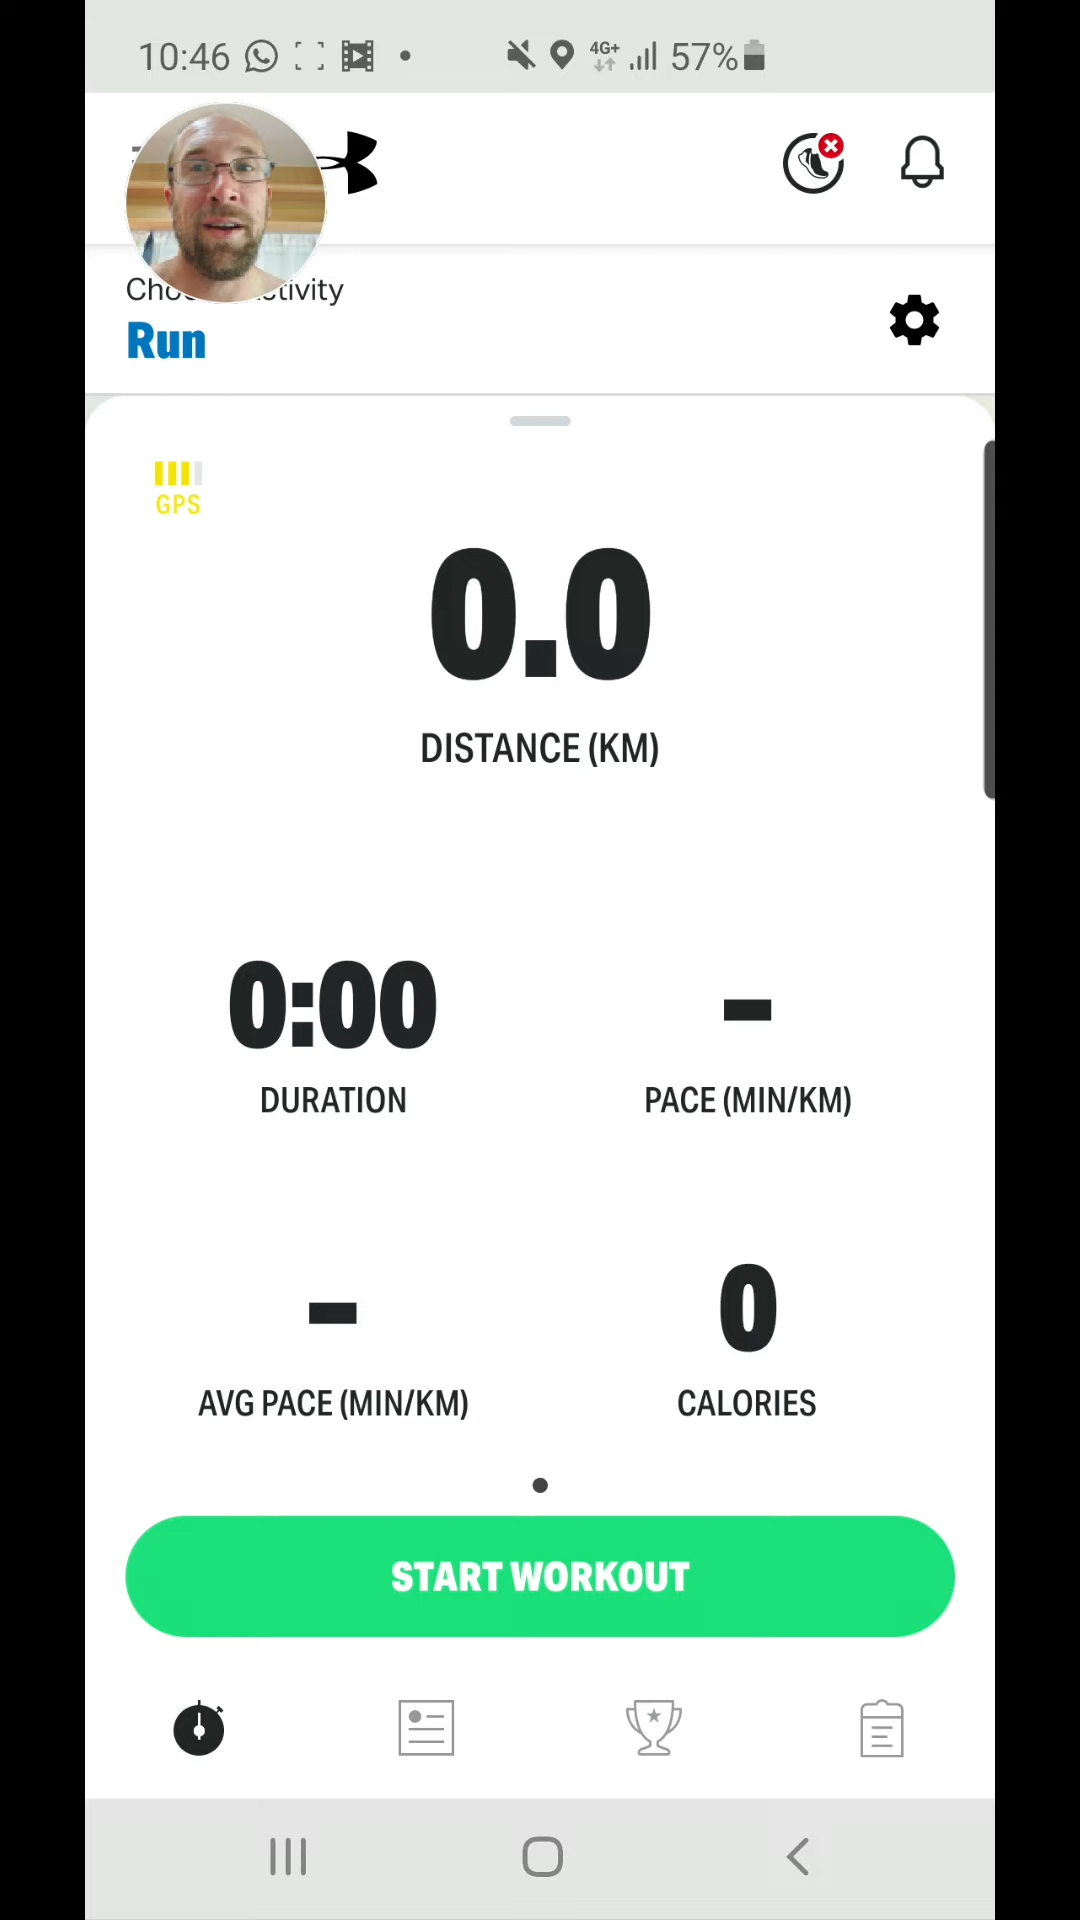 10:46
4G+
57%
Run
GPS
0.0
DISTANCE (KM)
0:00
-
DURATION
PACE (MIN/KM)
-
0
AVG PACE (MIN/KM)
CALORIES
START WORKOUT